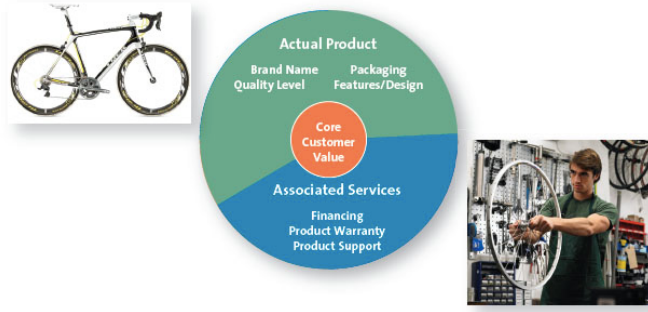 Actual Product
Brand Name
Packaging
Quality Level
Features/Design
Core
Customer
Value
Associated Services
Financing
Product Warranty
Product Support